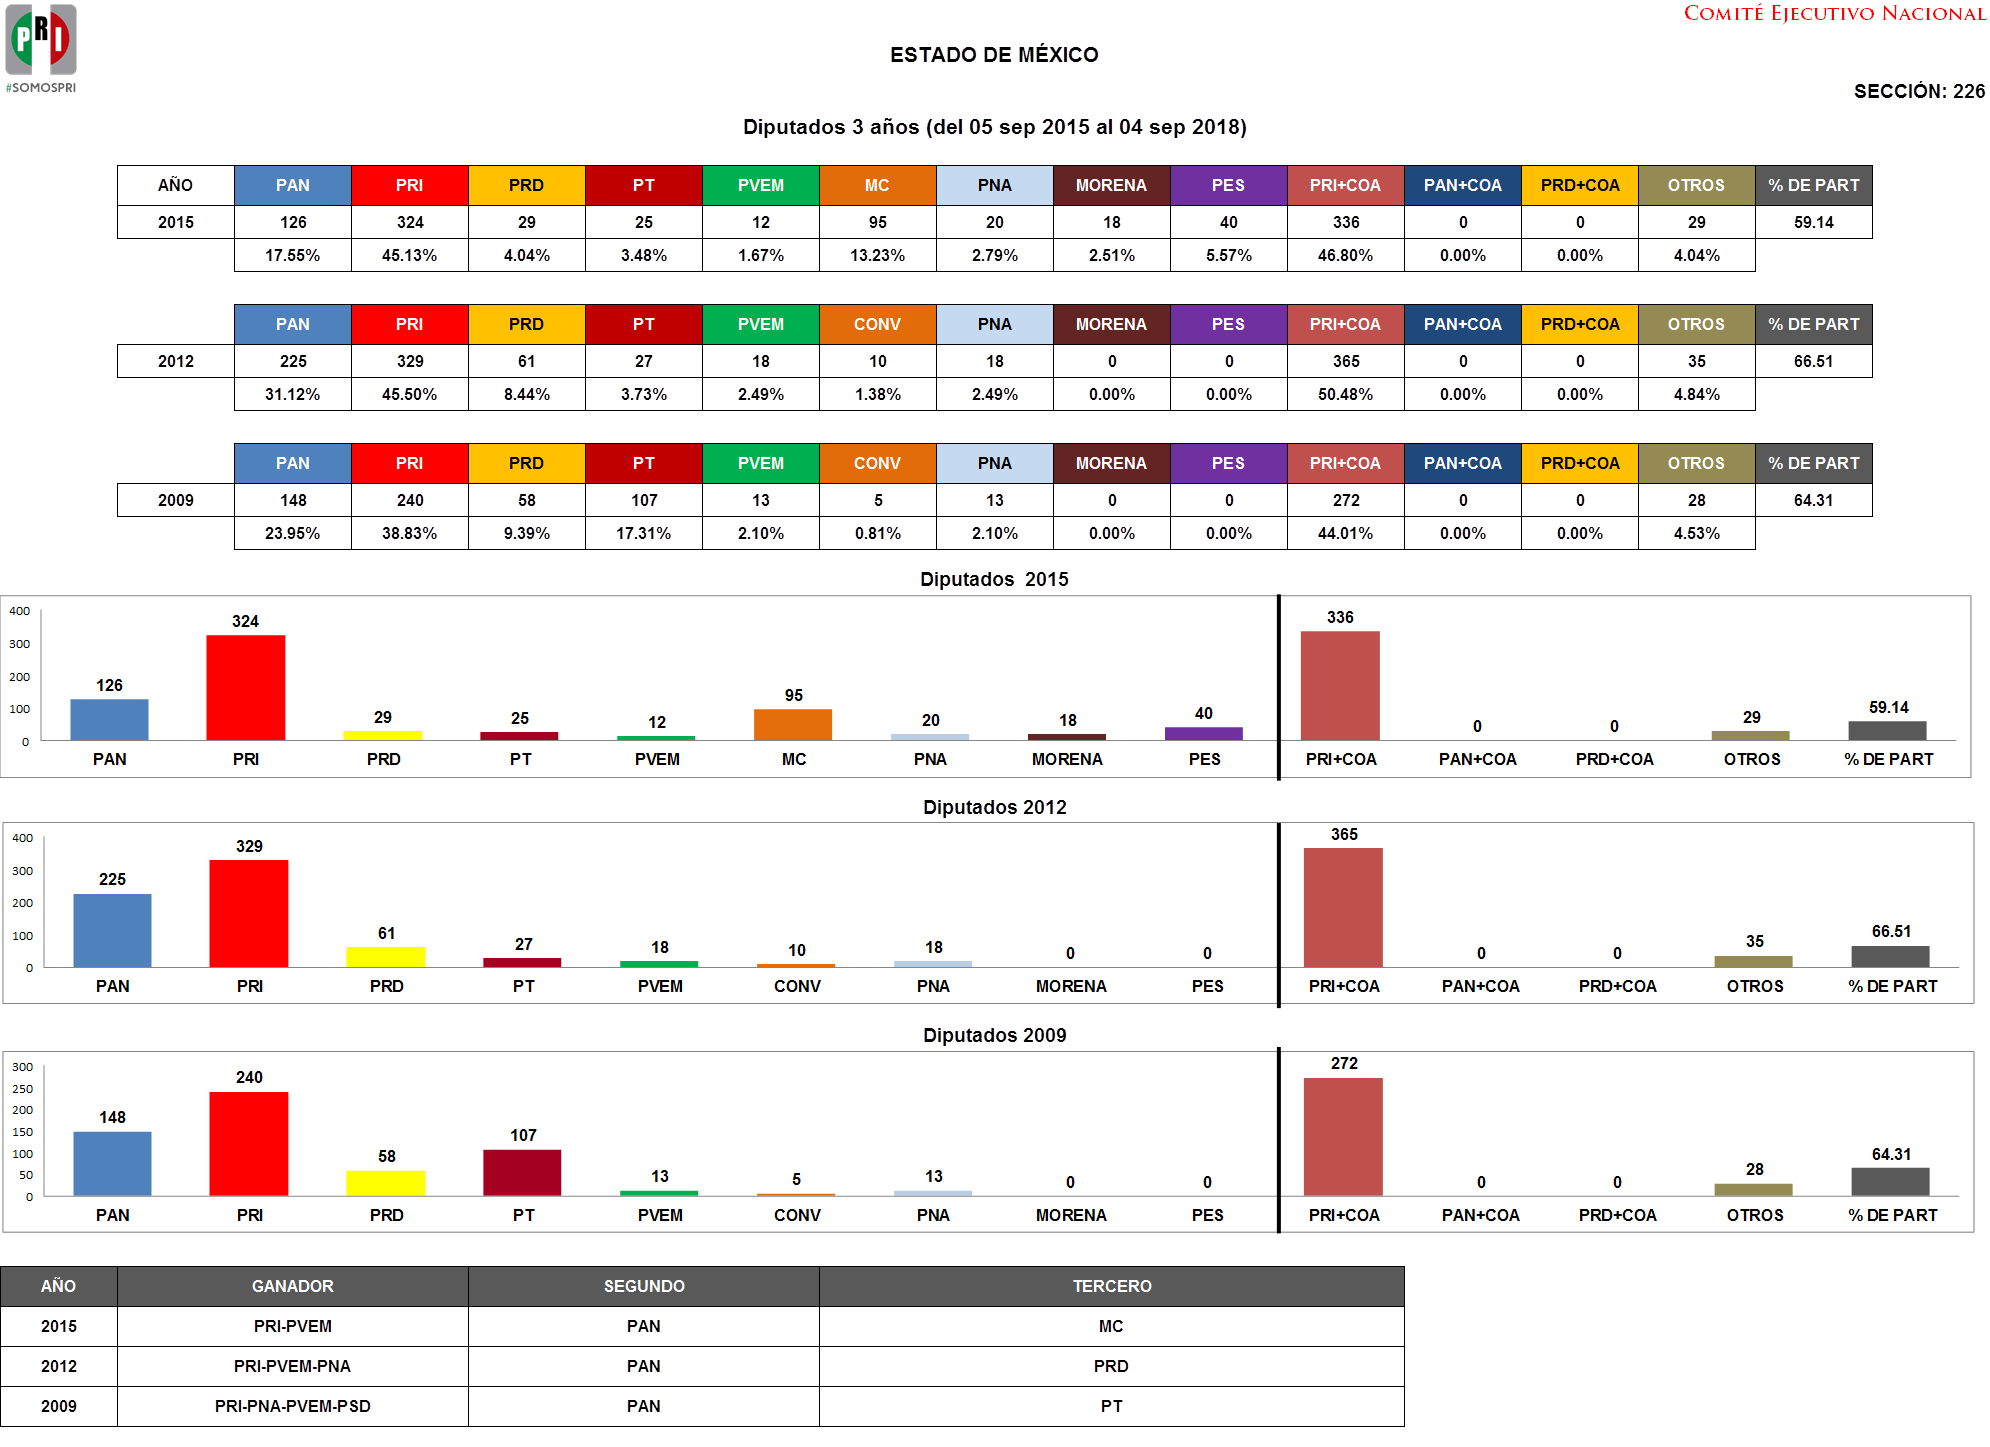 PRI
#SOMOSPRI
COMITÉ EJECUTIVO NACIONAL
ESTADO DE MÉXICO
SECCIÓN: 226
Diputados 3 años (del 05 sep 2015 al 04 sep 2018)
AÑO PAN PRI PRD PT PVEM MC PNA MORENA PES PRI+COA PAN+COA PRD+COA OTROS % DE PART
2015 126 324 29 25 12 95 20 18 40 336 0 0 29 59.14
17.55% 45.13% 4.04% 3.48% 1.67% 13.23% 2.79% 2.51% 5.57% 46.80% 0.00% 0.00% 4.04%
PAN PRI PRD PT PVEM CONV PNA MORENA PES PRI+COA PAN+COA PRD+COA OTROS % DE PART
2012 225 329 61 27 18 10 18 0 0 365 0 0 35 66.51
31.12% 45.50% 8.44% 3.73% 2.49% 1.38% 2.49% 0.00% 0.00% 50.48% 0.00% 0.00% 4.84%
PAN PRI PRD PT PVEM CONV PNA MORENA PES PRI+COA PAN+COA PRD+COA OTROS % DE PART
2009 148 240 58 107 13 5 13 0 0 272 0 0 28 64.31
23.95% 38.83% 9.39% 17.31% 2.10% 0.81% 2.10% 0.00% 0.00% 44.01% 0.00% 0.00% 4.53%
Diputados 2015
400
300
200
100
0
126 324 29 25 12 95 20 18 40 336 0 0 29 59.14
PAN PRI PRD PT PVEM MC PNA MORENA PES PRI+COA PAN+COA PRD+COA OTROS % DE PART
Diputados 2012
400
300
200
100
0
225 329 61 27 18 10 18 0 0 365 0 0 35 66.51
PAN PRI PRD PT PVEM CONV PNA MORENA PES PRI+COA PAN+COA PRD+COA OTROS % DE PART
Diputados 2009
300
250
200
150
100
50
0
148 240 58 107 13 5 13 0 0 272 0 0 28 64.31
PAN PRI PRD PT PVEM CONV PNA MORENA PES PRI+COA PAN+COA PRD+COA OTROS % DE PART
AÑO GANADOR SEGUNDO TERCERO
2015 PRI-PVEM PAN MC
2012 PRI-PVEM-PNA PAN PRD
2009 PRI-PNA-PVEM-PSD PAN PT